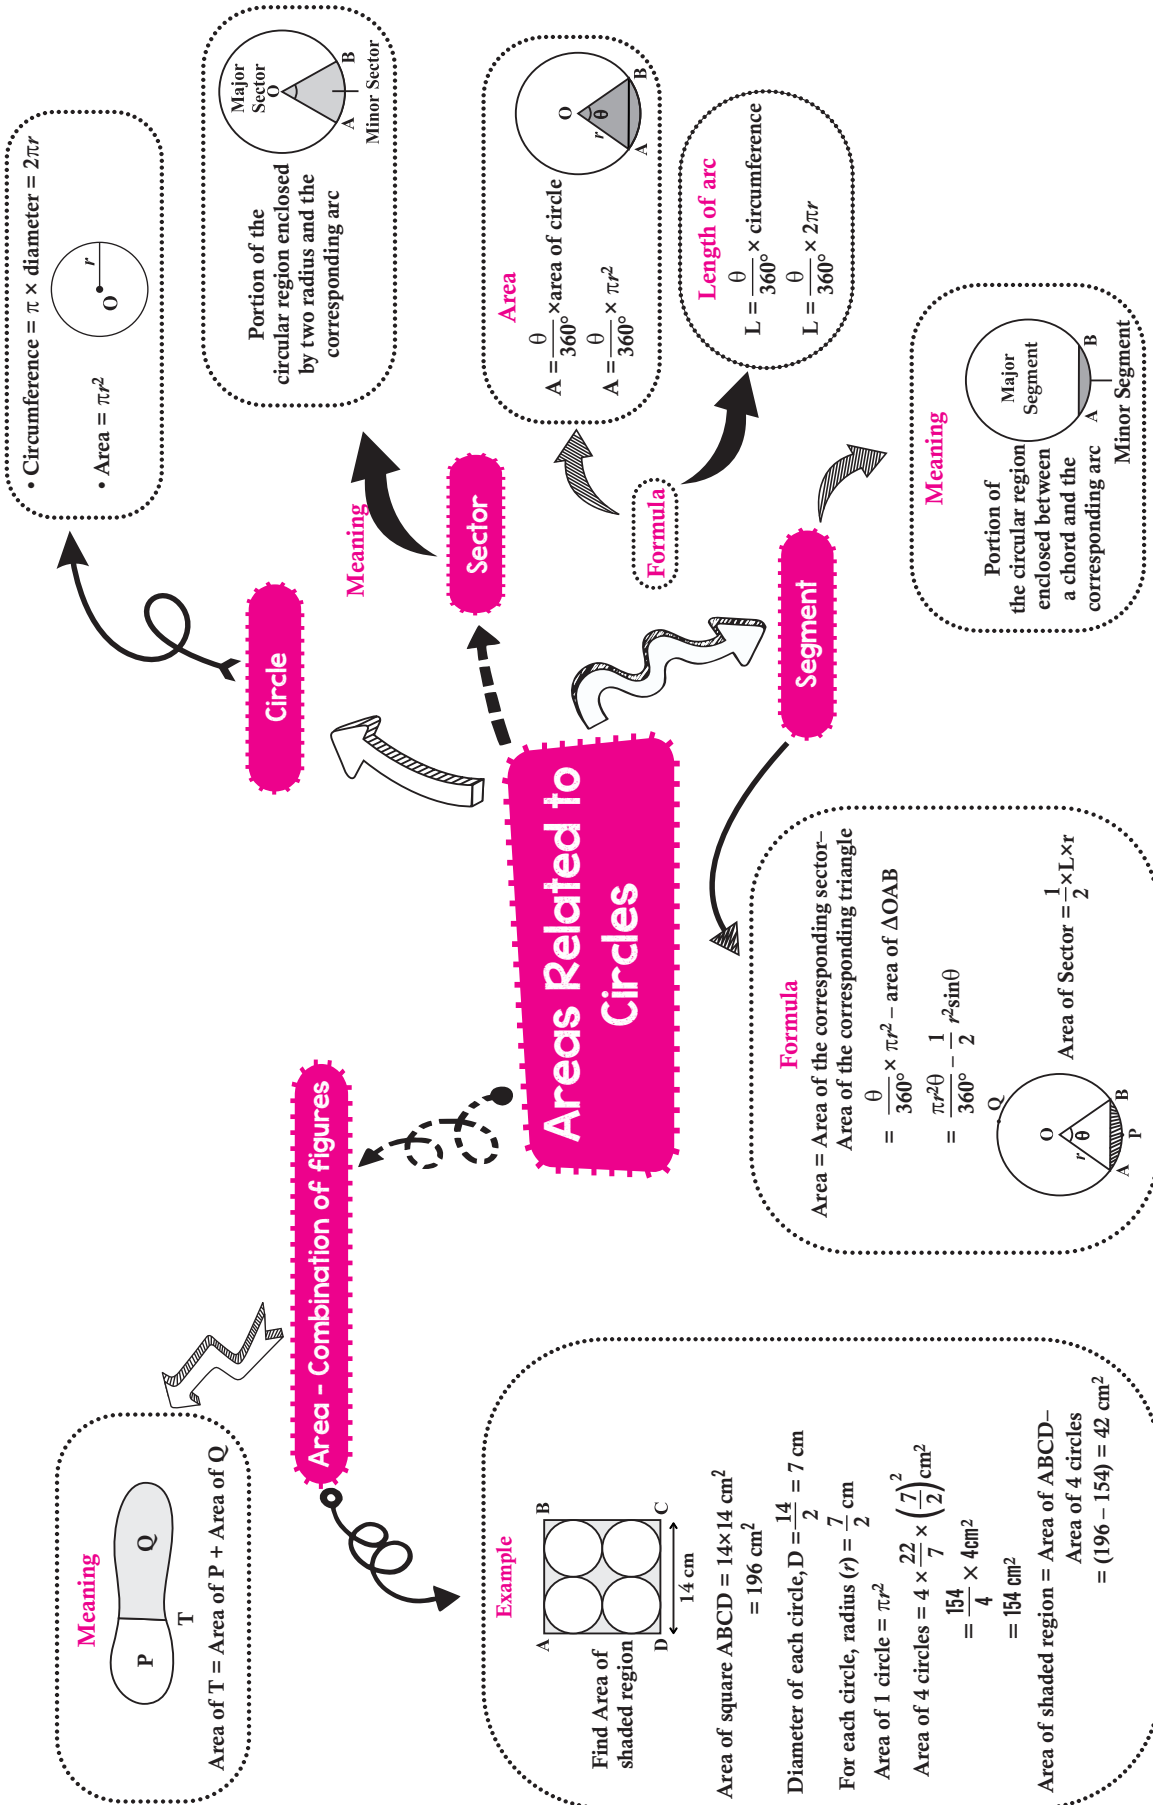 Areas Related to
Circles
Circle
• Circumference = π × diameter = 2πr
• Area = πr²
O
r
Sector
Meaning
Portion of the
circular region enclosed
by two radius and the
corresponding arc
Major
Sector
O
A
B
Minor Sector
Formula
Area
A = θ/360° ×area of circle
A = θ/360° × πr²
O
r
θ
A
B
Length of arc
L = θ/360° × circumference
L = θ/360° × 2πr
Segment
Meaning
Portion of
the circular region
enclosed between
a chord and the
corresponding arc
Major
Segment
A
B
Minor Segment
Formula
Area = Area of the corresponding sector–
Area of the corresponding triangle
= θ/360° × πr² – area of ΔOAB
= πr²θ/360° – 1/2 r²sinθ
Q
O
r
θ
A
B
P
Area of Sector = 1/2 ×L×r
Area - Combination of figures
Meaning
P
Q
T
Area of T = Area of P + Area of Q
Example
Find Area of
shaded region
A
B
D
C
14 cm
Area of square ABCD = 14×14 cm²
= 196 cm²
Diameter of each circle,D = 14/2 = 7 cm
For each circle, radius (r) = 7/2 cm
Area of 1 circle = πr²
Area of 4 circles = 4 × 22/7 × (7/2)² cm²
= 154/4 × 4cm²
= 154 cm²
Area of shaded region = Area of ABCD–
Area of 4 circles
= (196 – 154) = 42 cm²